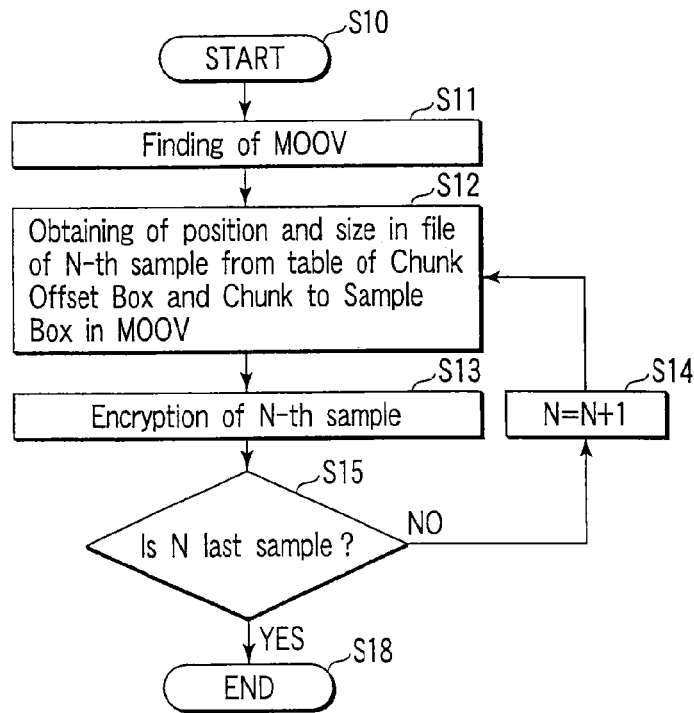 S10
START
S11
Finding of MOOV
S12
Obtaining of position and size in file
of N-th sample from table of Chunk
Offset Box and Chunk to Sample
Box in MOOV
S13
Encryption of N-th sample
S14
N=N+1
S15
Is N last sample ?
NO
YES
S18
END